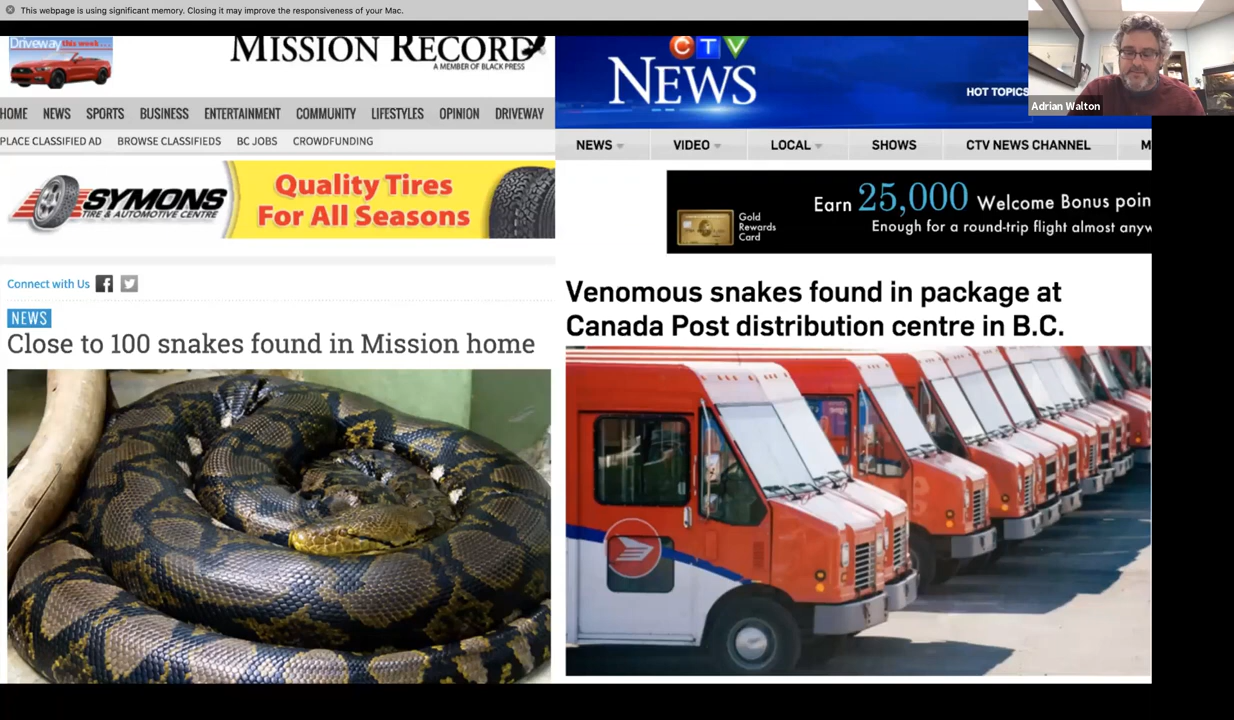 This webpage is using significant memory. Closing it may improve the responsiveness of your Mac.
Driveway this week...
MISSION RECORD
A MEMBER OF BLACK PRESS
HOME NEWS SPORTS BUSINESS ENTERTAINMENT COMMUNITY LIFESTYLES OPINION DRIVEWAY
PLACE CLASSIFIED AD BROWSE CLASSIFIEDS BC JOBS CROWDFUNDING
SYMONS
TIRE & AUTOMOTIVE CENTRE
Quality Tires
For All Seasons
Connect with Us
NEWS
Close to 100 snakes found in Mission home
CTV
NEWS
HOT TOPICS
NEWS VIDEO LOCAL SHOWS CTV NEWS CHANNEL M
Gold
Rewards
Card
Earn 25,000 Welcome Bonus poin
Enough for a round-trip flight almost anyw
Venomous snakes found in package at
Canada Post distribution centre in B.C.
Adrian Walton